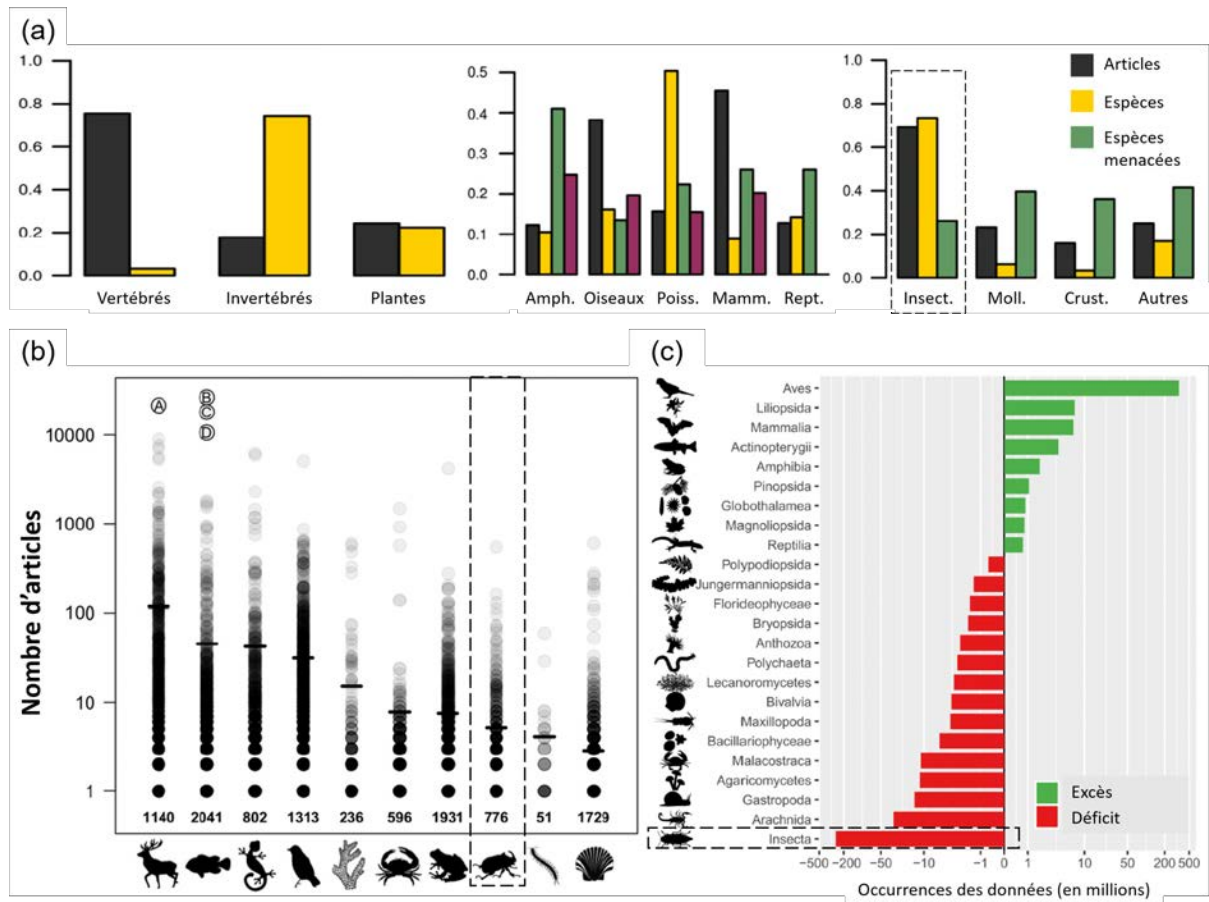 (a)
1.0
0.8
0.6
0.4
0.2
0.0
Vertébrés Invertébrés Plantes
0.5
0.4
0.3
0.2
0.1
0.0
Amph. Oiseaux Poiss. Mamm. Rept.
1.0
0.8
0.6
0.4
0.2
0.0
Articles
Espèces
Espèces
menacées
Insect. Moll. Crust. Autres
(b)
Nombre d'articles
10000
1000
100
10
1
A
B
C
D
1140 2041 802 1313 236 596 1931 776 51 1729
(c)
Aves
Liliopsida
Mammalia
Actinopterygii
Amphibia
Pinopsida
Globothalamea
Magnoliopsida
Reptilia
Polypodiopsida
Jungermanniopsida
Florideophyceae
Bryopsida
Anthozoa
Polychaeta
Lecanoromycetes
Bivalvia
Maxillopoda
Bacillariophyceae
Malacostraca
Agaricomycetes
Gastropoda
Arachnida
Insecta
Excès
Déficit
−500 −200 −50 −10 −1 0 1 10 50 200 500
Occurrences des données (en millions)